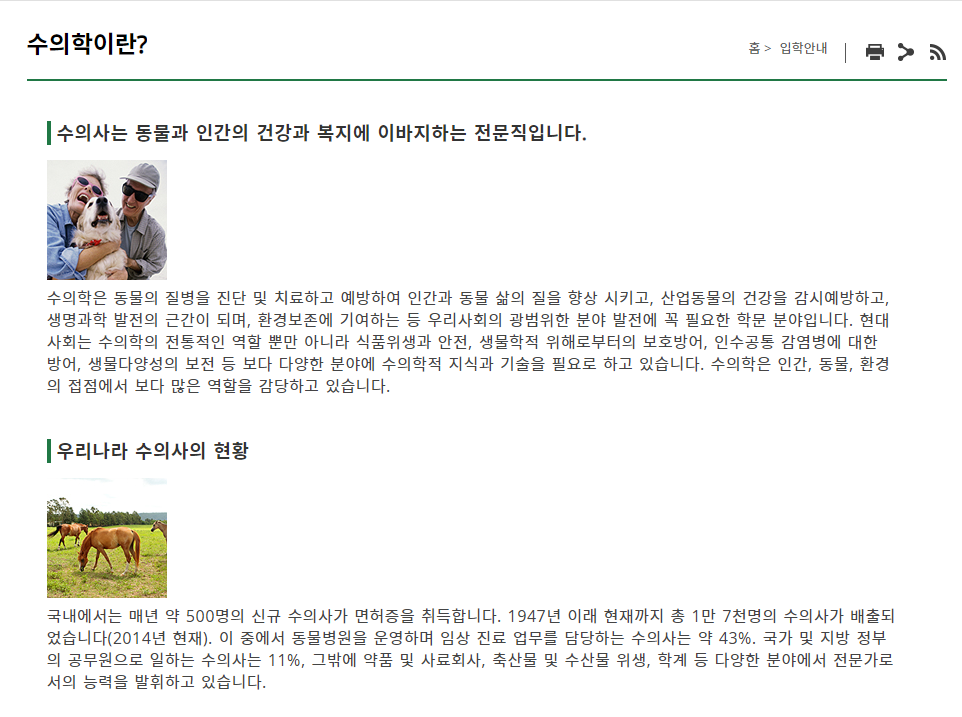 수의학이란?
홈 > 입학안내
수의사는 동물과 인간의 건강과 복지에 이바지하는 전문직입니다.
수의학은 동물의 질병을 진단 및 치료하고 예방하여 인간과 동물 삶의 질을 향상 시키고, 산업동물의 건강을 감시예방하고,
생명과학 발전의 근간이 되며, 환경보존에 기여하는 등 우리사회의 광범위한 분야 발전에 꼭 필요한 학문 분야입니다. 현대
사회는 수의학의 전통적인 역할 뿐만 아니라 식품위생과 안전, 생물학적 위해로부터의 보호방어, 인수공통 감염병에 대한
방어, 생물다양성의 보전 등 보다 다양한 분야에 수의학적 지식과 기술을 필요로 하고 있습니다. 수의학은 인간, 동물, 환경
의 접점에서 보다 많은 역할을 감당하고 있습니다.
우리나라 수의사의 현황
국내에서는 매년 약 500명의 신규 수의사가 면허증을 취득합니다. 1947년 이래 현재까지 총 1만 7천명의 수의사가 배출되
었습니다(2014년 현재). 이 중에서 동물병원을 운영하며 임상 진료 업무를 담당하는 수의사는 약 43%. 국가 및 지방 정부
의 공무원으로 일하는 수의사는 11%, 그밖에 약품 및 사료회사, 축산물 및 수산물 위생, 학계 등 다양한 분야에서 전문가로
서의 능력을 발휘하고 있습니다.